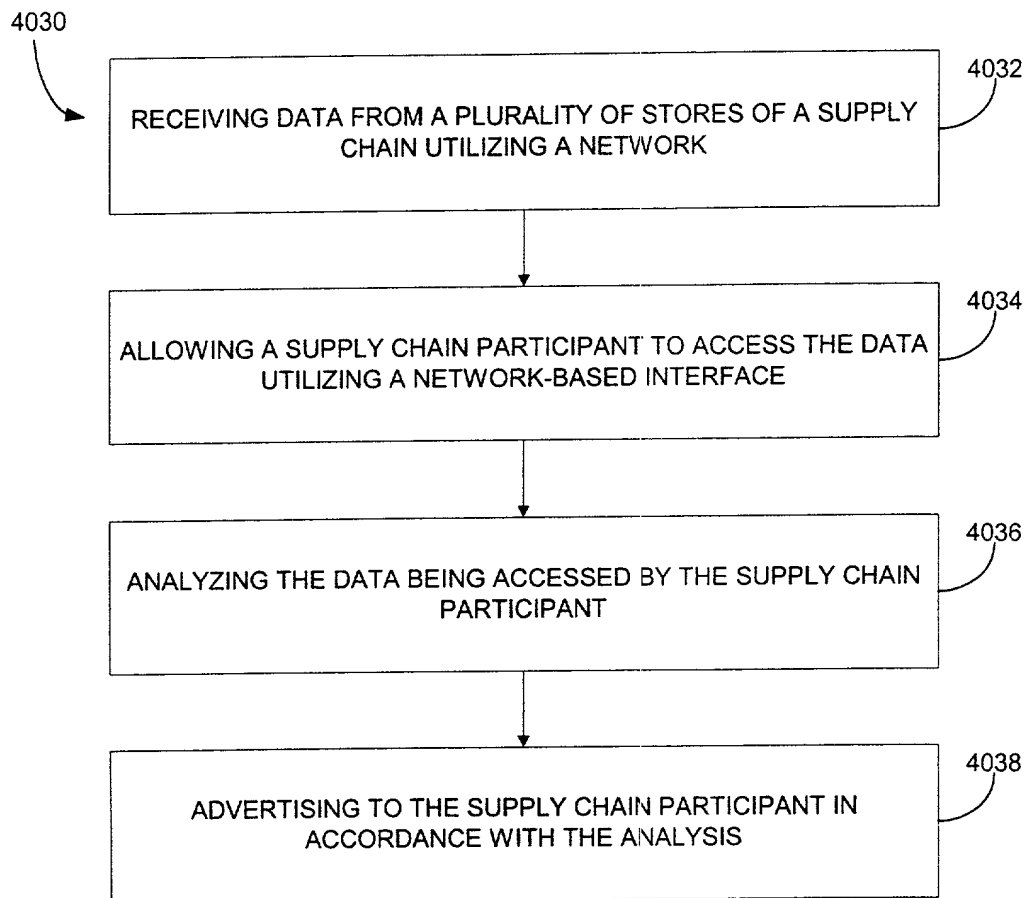 4030
4032
RECEIVING DATA FROM A PLURALITY OF STORES OF A SUPPLY
CHAIN UTILIZING A NETWORK
4034
ALLOWING A SUPPLY CHAIN PARTICIPANT TO ACCESS THE DATA
UTILIZING A NETWORK-BASED INTERFACE
4036
ANALYZING THE DATA BEING ACCESSED BY THE SUPPLY CHAIN
PARTICIPANT
4038
ADVERTISING TO THE SUPPLY CHAIN PARTICIPANT IN
ACCORDANCE WITH THE ANALYSIS